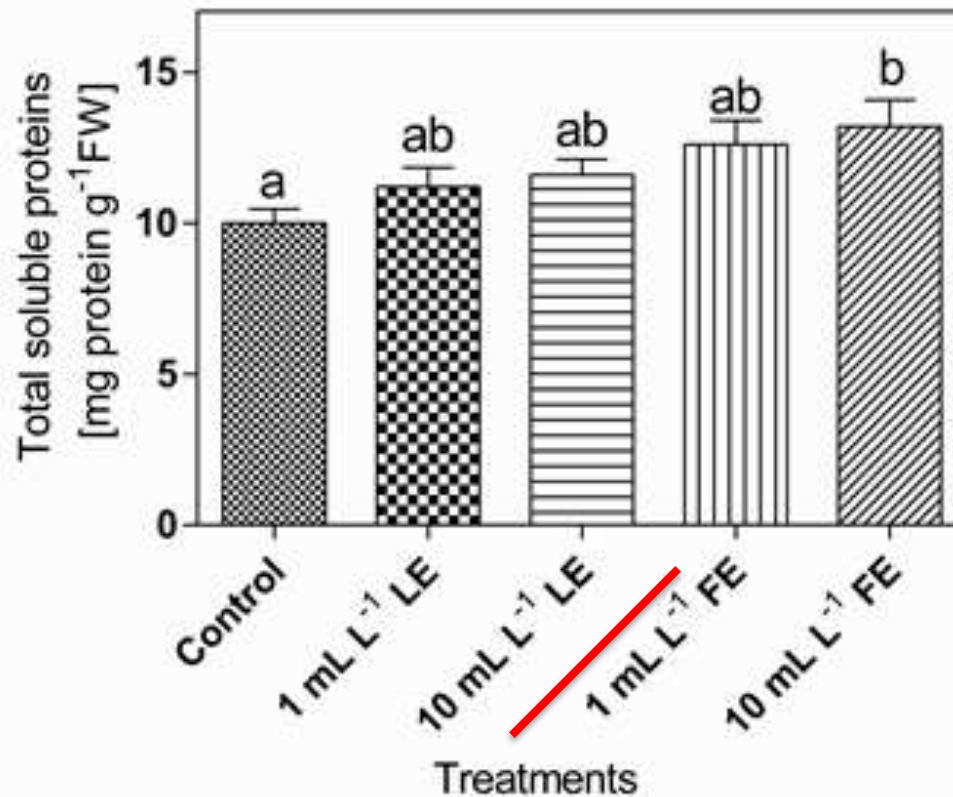 Total soluble proteins
[mg protein g⁻¹FW]
15
10
5
0
a
ab
ab
ab
b
Control
1 mL L⁻¹ LE
10 mL L⁻¹ LE
1 mL L⁻¹ FE
10 mL L⁻¹ FE
Treatments